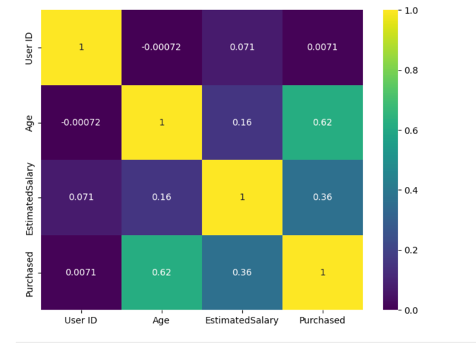 User ID
1
-0.00072
0.071
0.0071
Age
-0.00072
1
0.16
0.62
EstimatedSalary
0.071
0.16
1
0.36
Purchased
0.0071
0.62
0.36
1
User ID
Age
EstimatedSalary
Purchased
1.0
0.8
0.6
0.4
0.2
0.0